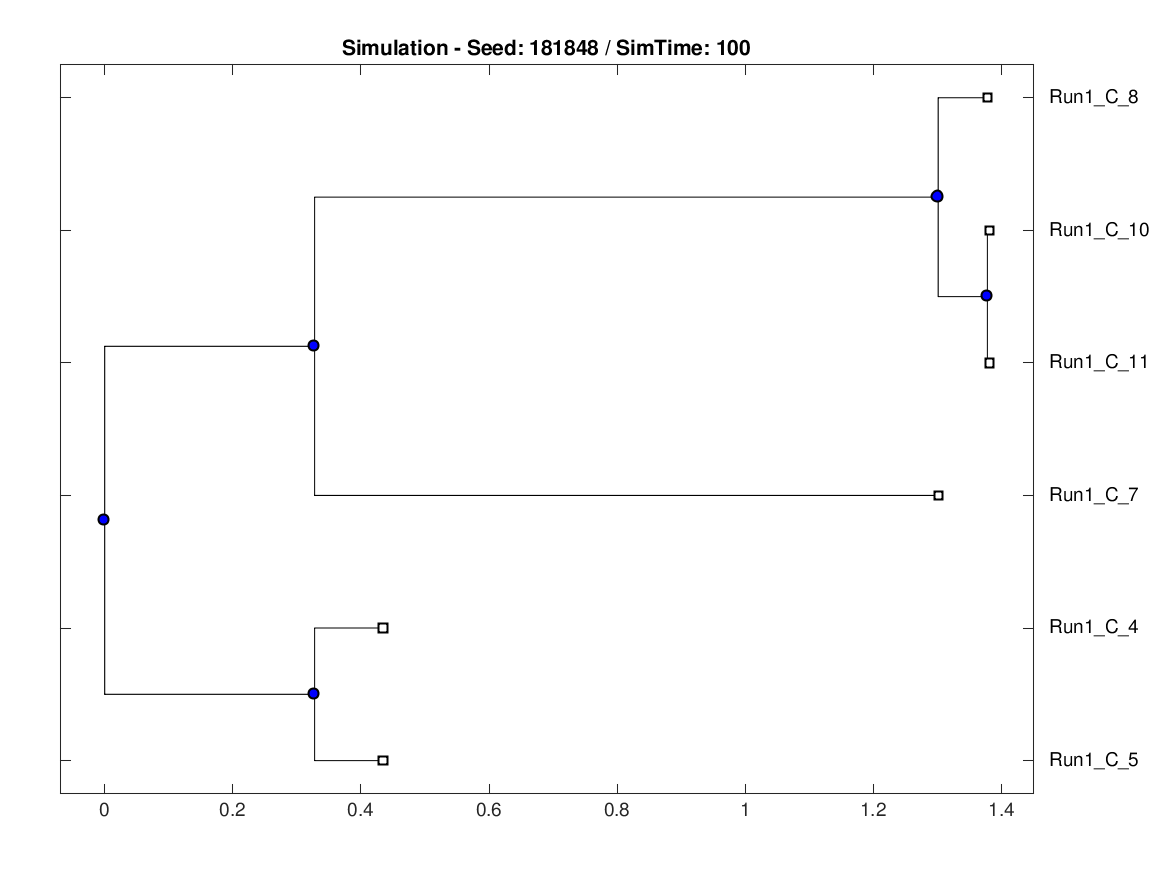 Simulation - Seed: 181848 / SimTime: 100
Run1_C_8
Run1_C_10
Run1_C_11
Run1_C_7
Run1_C_4
Run1_C_5
0 0.2 0.4 0.6 0.8 1 1.2 1.4